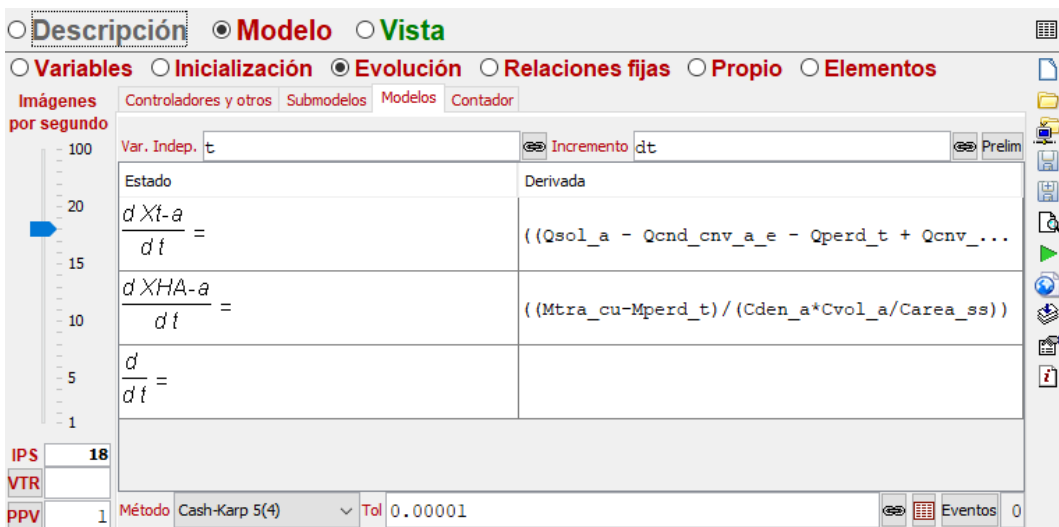 Descripción Modelo Vista
Variables Inicialización Evolución Relaciones fijas Propio Elementos
Imágenes
por segundo
100
20
15
10
5
1
IPS 18
VTR
PPV 1
Controladores y otros Submodelos Modelos Contador
Var. Indep. t Incremento dt Prelim
Estado Derivada
d Xt-a
d t
= ((Qsol_a - Qcnd_cnv_a_e - Qperd_t + Qcnv_...
d XHA-a
d t
= ((Mtra_cu-Mperd_t)/(Cden_a*Cvol_a/Carea_ss))
d
d t
=
Método Cash-Karp 5(4) Tol 0.00001 Eventos 0